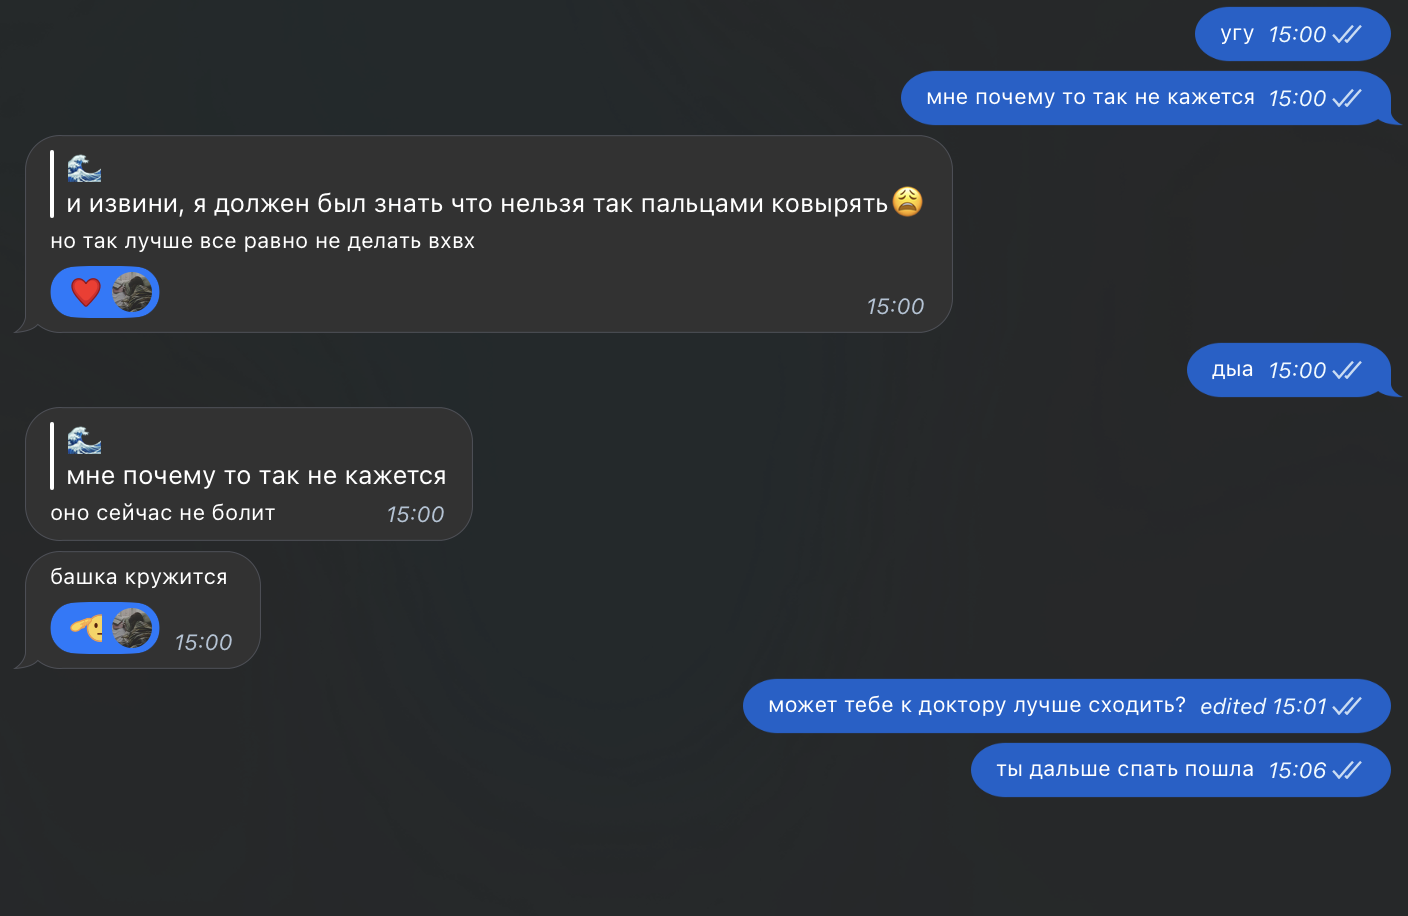 угу 15:00
мне почему то так не кажется 15:00
🌊
и извини, я должен был знать что нельзя так пальцами ковырять😩
но так лучше все равно не делать вхвх
15:00
дыа 15:00
🌊
мне почему то так не кажется
оно сейчас не болит 15:00
башка кружится
15:00
может тебе к доктору лучше сходить? edited 15:01
ты дальше спать пошла 15:06